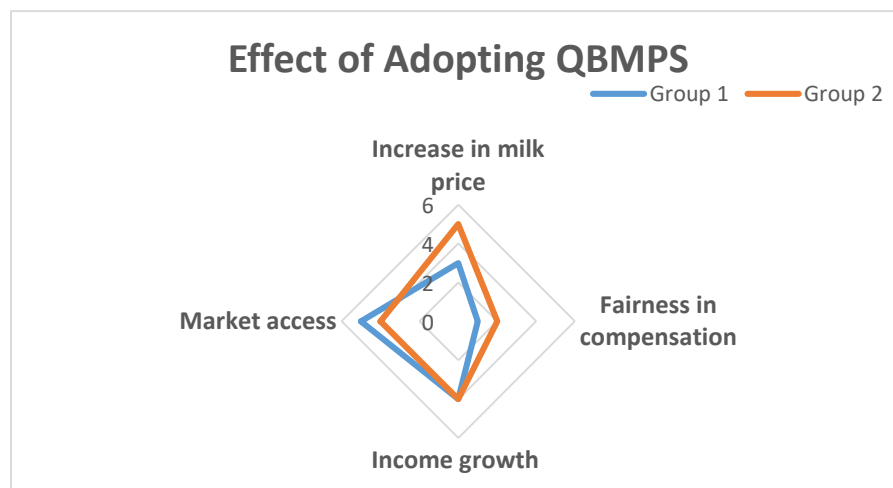 Effect of Adopting QBMPS
Group 1
Group 2
Increase in milk
price
6
4
2
0
Market access
Fairness in
compensation
Income growth